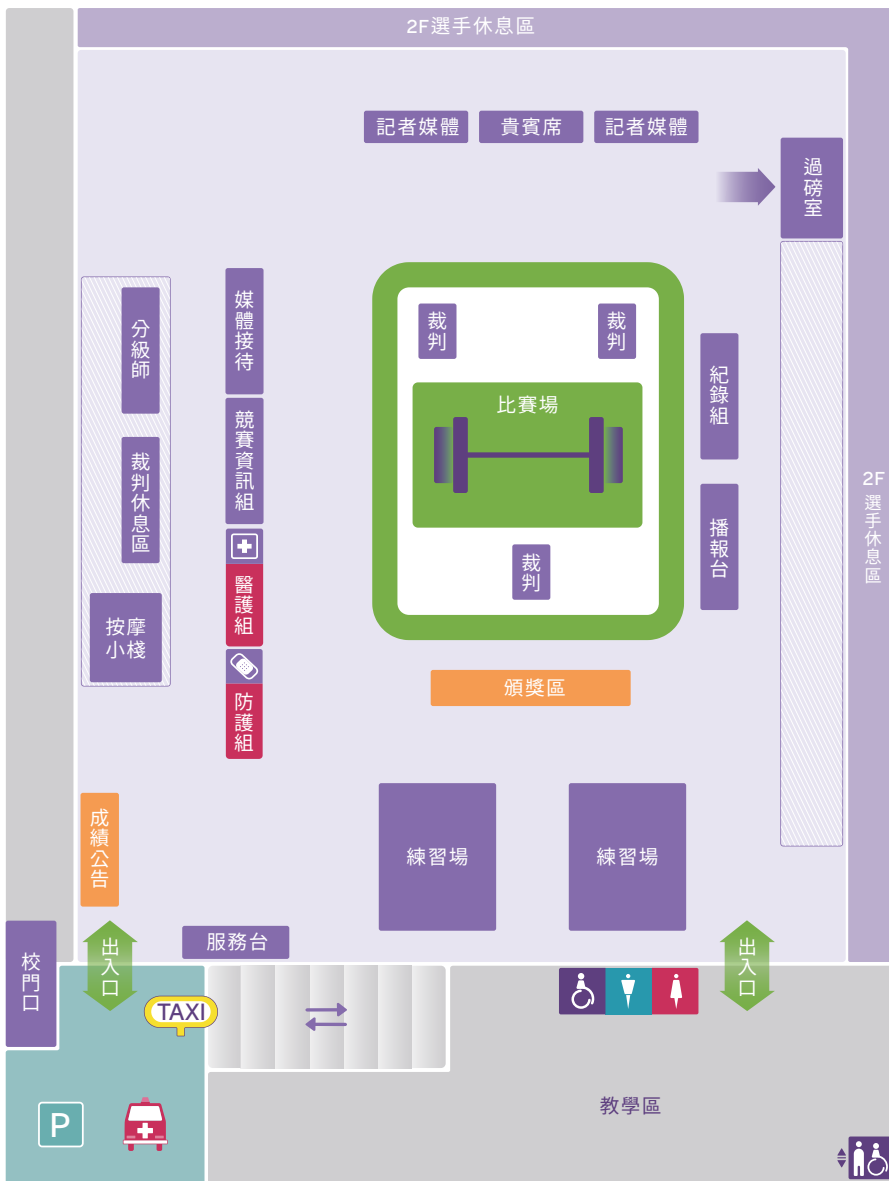 2F選手休息區
記者媒體
貴賓席
記者媒體
過磅室
分級師
裁判休息區
按摩
小棧
媒體接待
競賽資訊組
醫護組
防護組
裁判
裁判
比賽場
裁判
紀錄組
播報台
2F
選手休息區
頒獎區
練習場
練習場
成績公告
校門口
出入口
服務台
出入口
TAXI
P
教學區